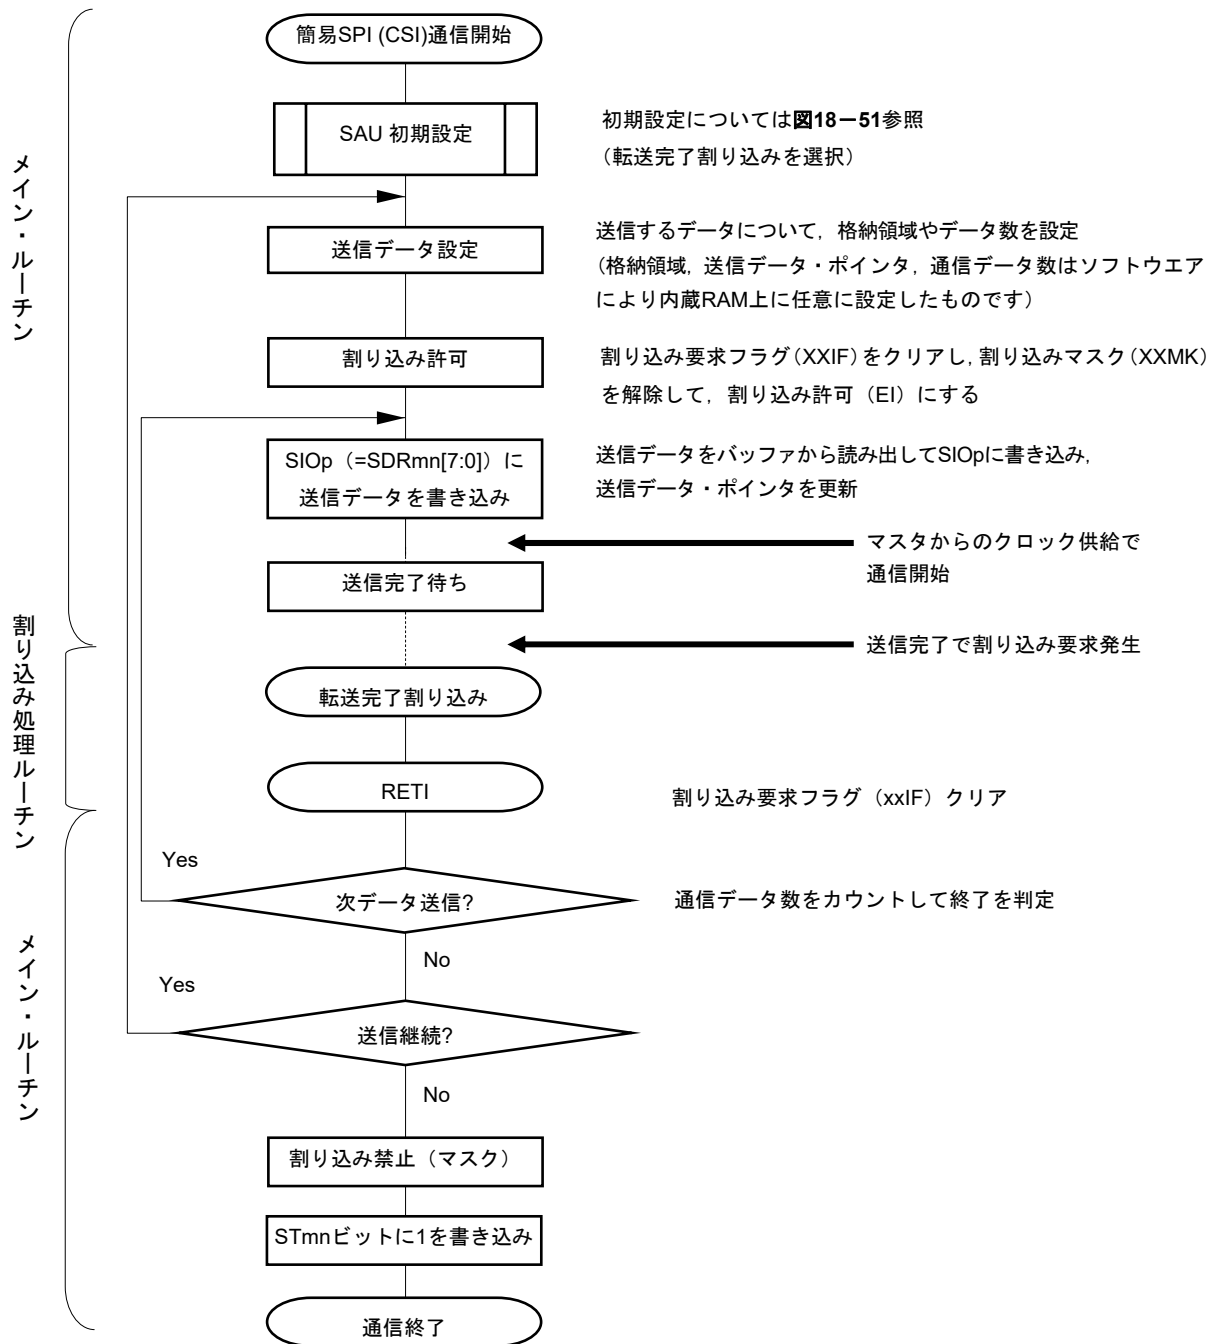 簡易SPI (CSI)通信開始
SAU 初期設定
初期設定については図18－51参照
（転送完了割り込みを選択）
メイン・ルーチン
送信データ設定
送信するデータについて，格納領域やデータ数を設定
（格納領域，送信データ・ポインタ，通信データ数はソフトウエア
により内蔵RAM上に任意に設定したものです）
割り込み許可
割り込み要求フラグ（XXIF）をクリアし，割り込みマスク（XXMK）
を解除して，割り込み許可（EI）にする
SIOp（=SDRmn[7:0]）に
送信データを書き込み
送信データをバッファから読み出してSIOpに書き込み，
送信データ・ポインタを更新
マスタからのクロック供給で
通信開始
送信完了待ち
送信完了で割り込み要求発生
割り込み処理ルーチン
転送完了割り込み
RETI
割り込み要求フラグ（xxIF）クリア
Yes
次データ送信?
通信データ数をカウントして終了を判定
No
メイン・ルーチン
Yes
送信継続?
No
割り込み禁止（マスク）
STmnビットに1を書き込み
通信終了